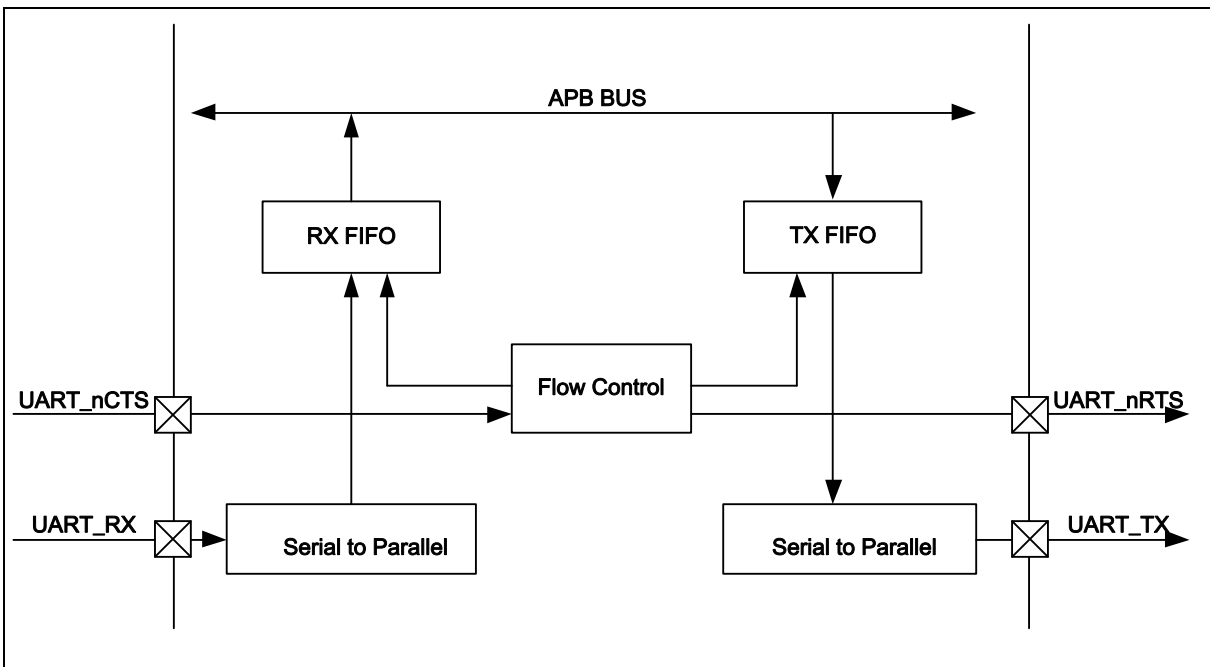 APB BUS
RX FIFO
TX FIFO
Flow Control
UART_nCTS
UART_nRTS
UART_RX
Serial to Parallel
Serial to Parallel
UART_TX